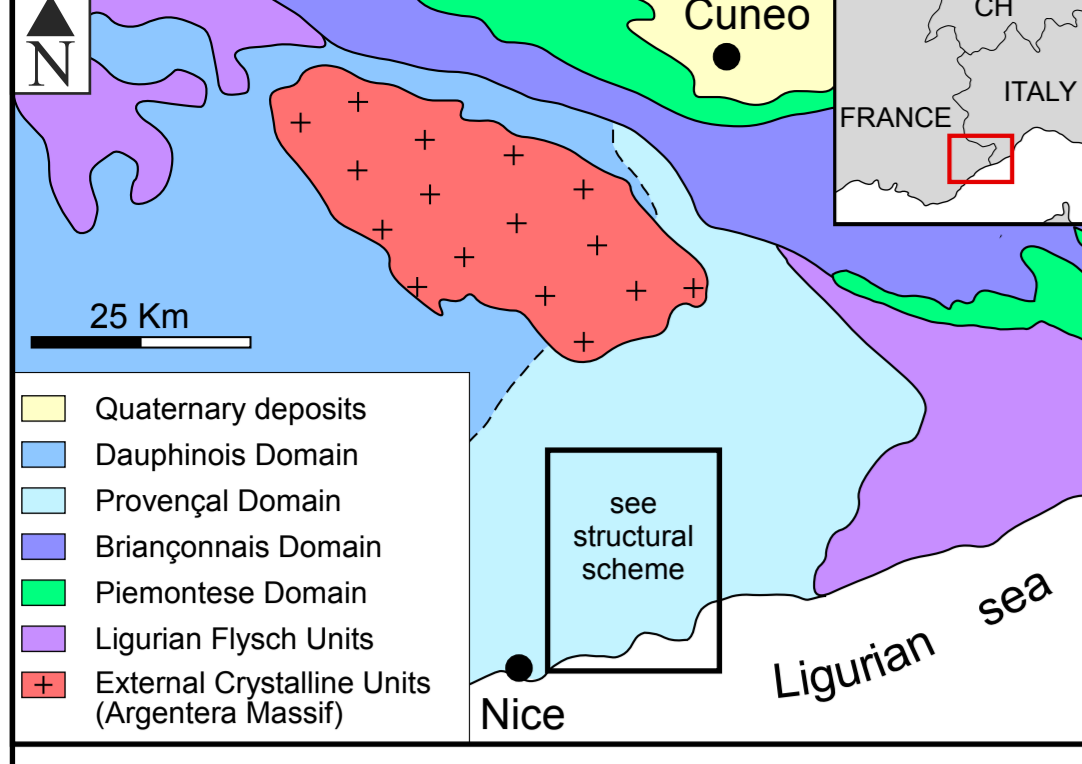 Cuneo
CH
N
ITALY
FRANCE
25 Km
Quaternary deposits
Dauphinois Domain
Provençal Domain
Briançonnais Domain
Piemontese Domain
Ligurian Flysch Units
External Crystalline Units
(Argentera Massif)
see
structural
scheme
Ligurian sea
Nice